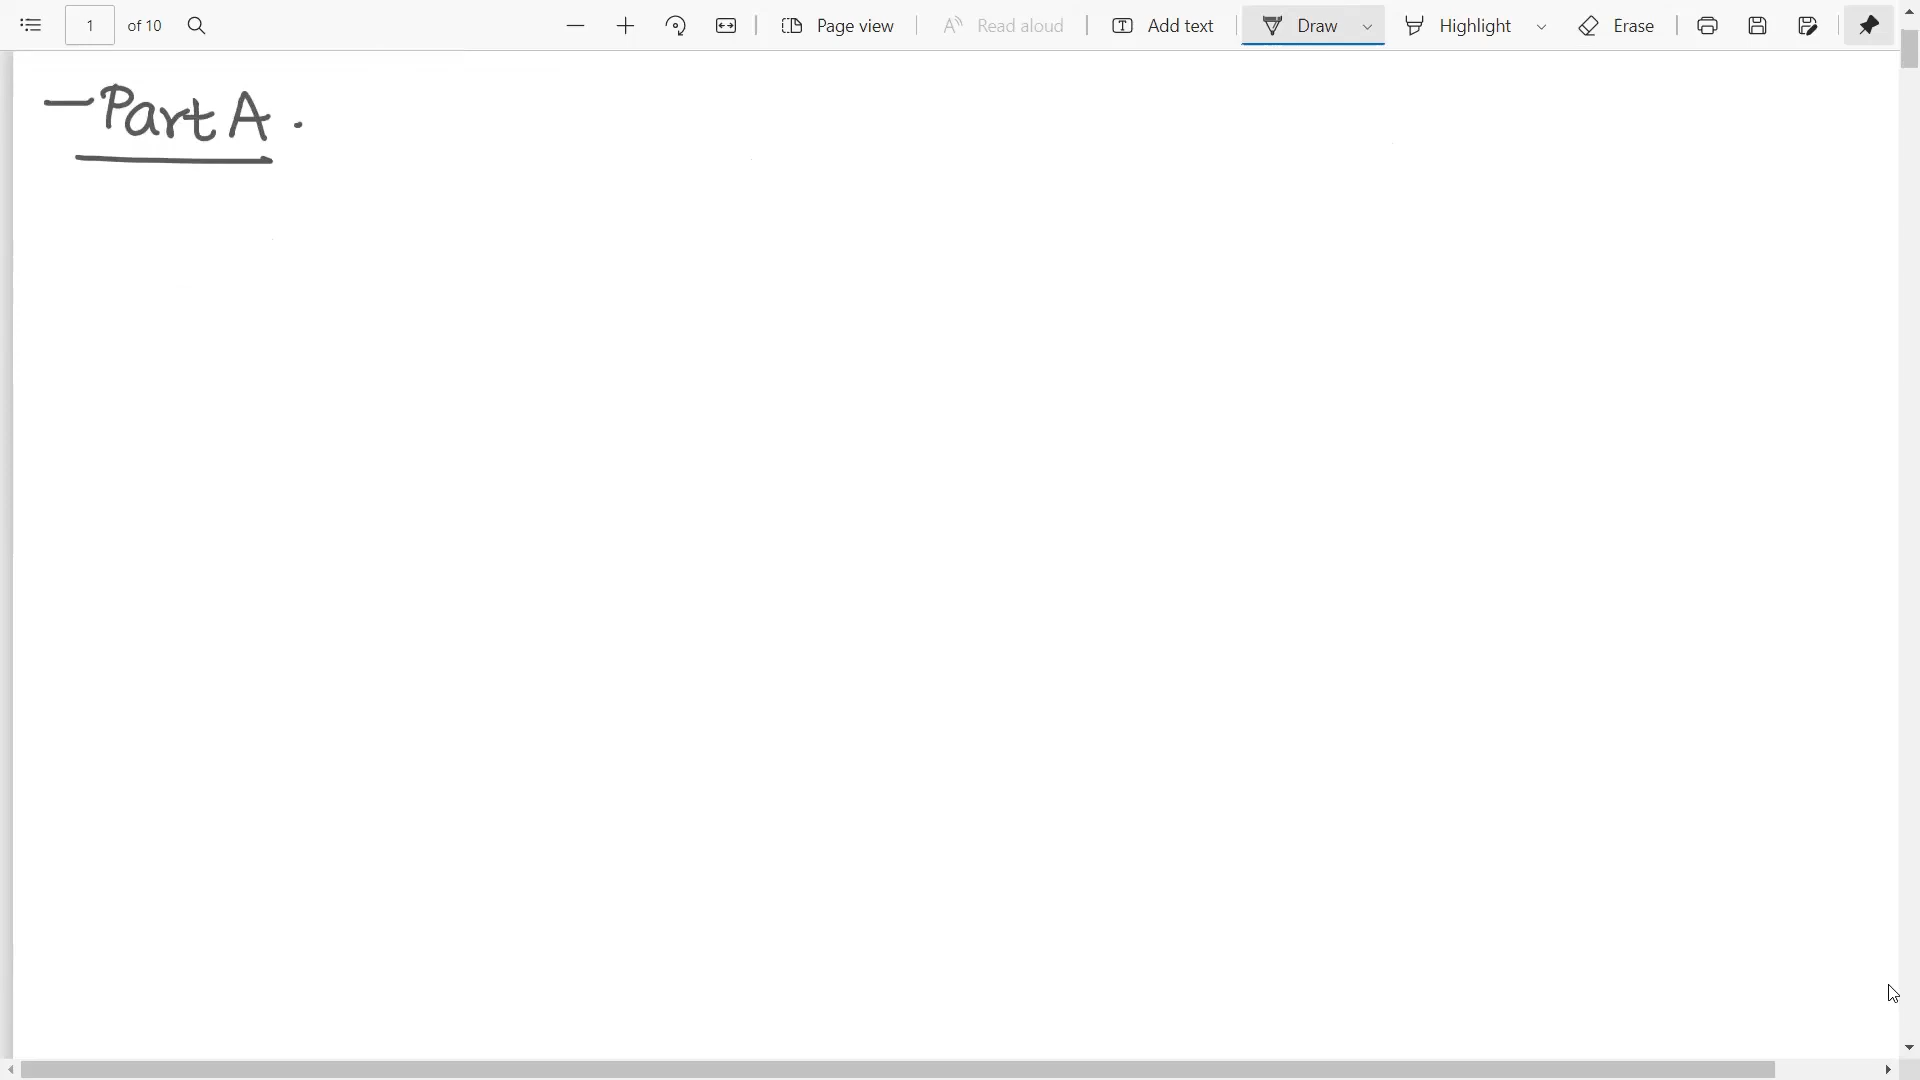 1 of 10 Page view Read aloud Add text Draw Highlight Erase
- Part A .